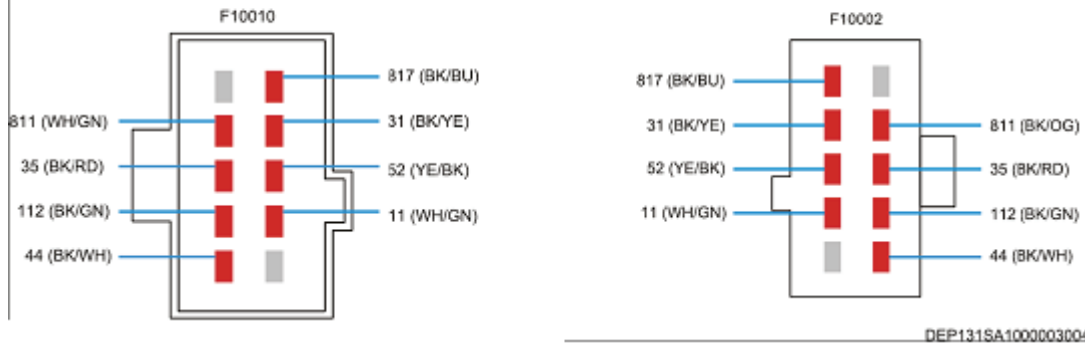 F10010
817 (BK/BU)
811 (WH/GN)
31 (BK/YE)
35 (BK/RD)
52 (YE/BK)
112 (BK/GN)
11 (WH/GN)
44 (BK/WH)
F10002
817 (BK/BU)
31 (BK/YE)
811 (BK/OG)
52 (YE/BK)
35 (BK/RD)
11 (WH/GN)
112 (BK/GN)
44 (BK/WH)
DEP131SA1000003004